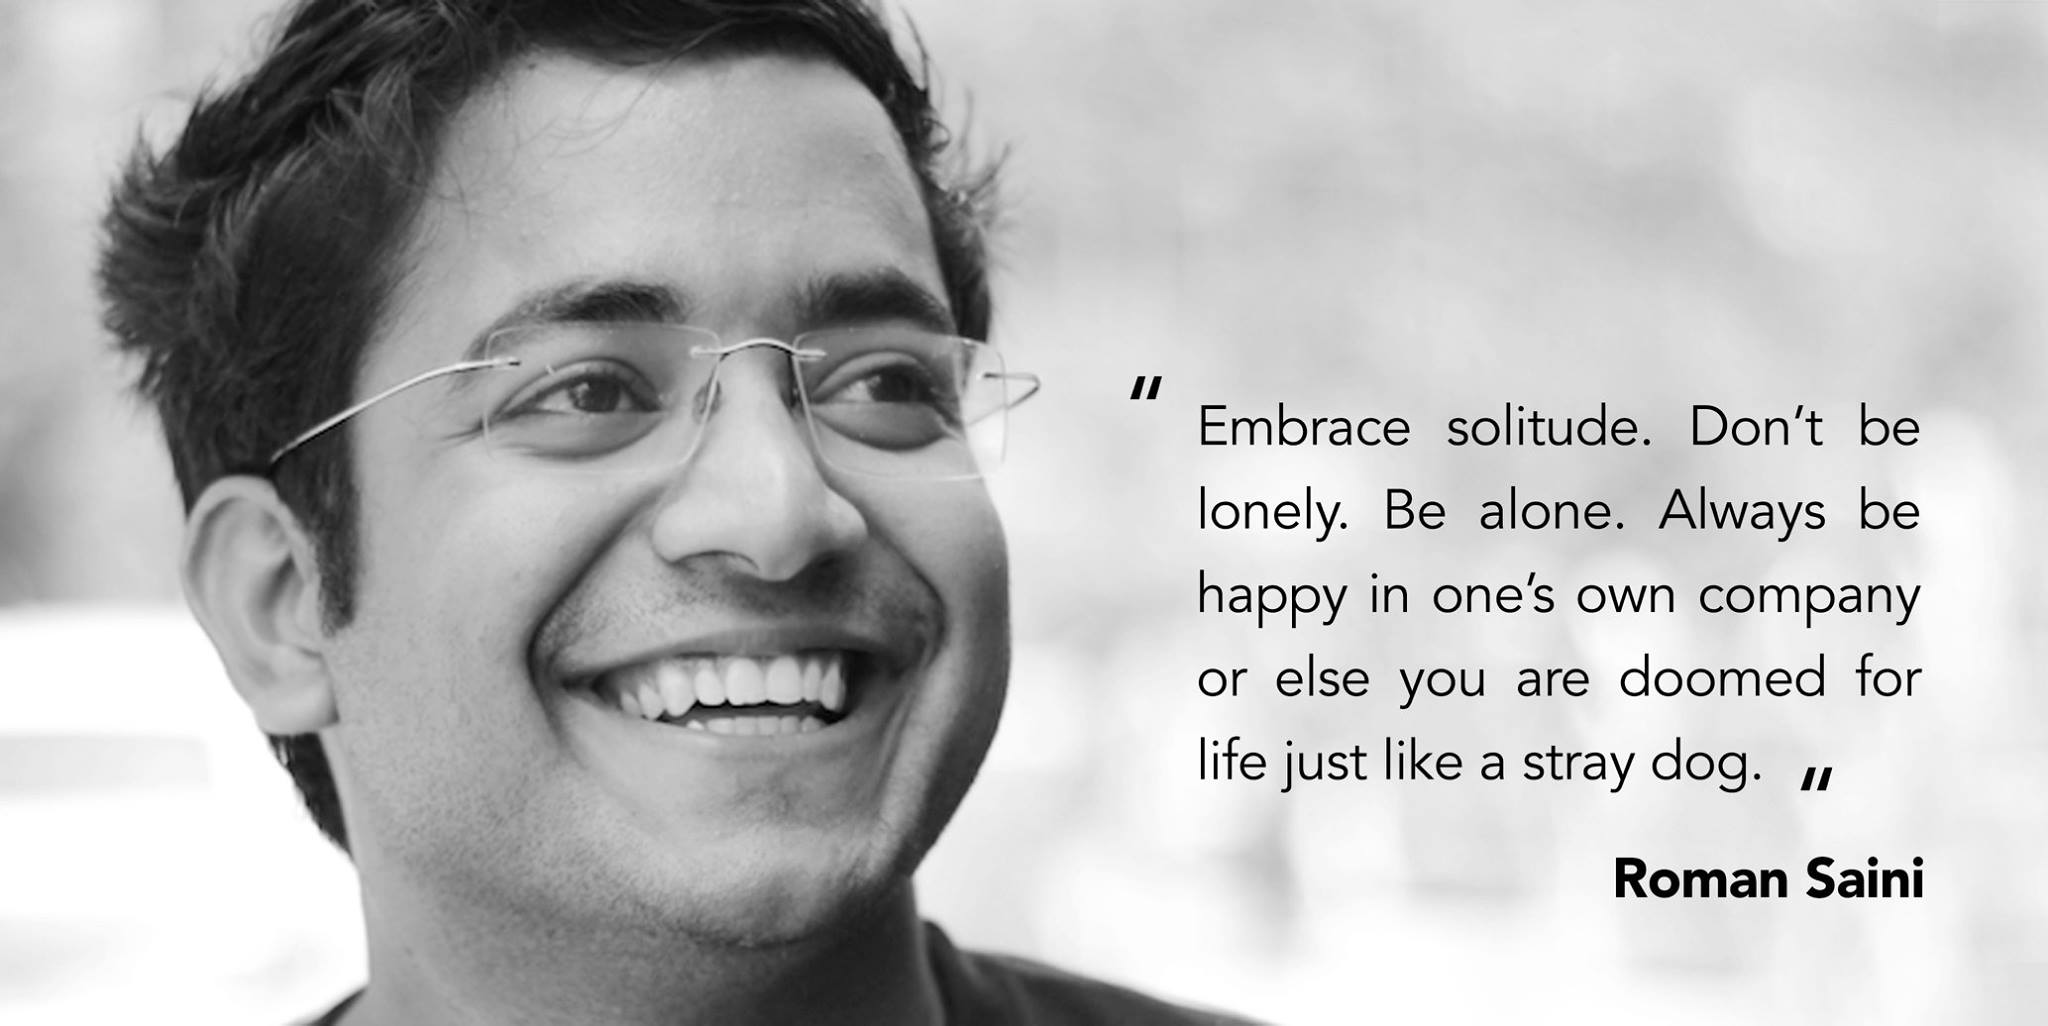 “
Embrace solitude. Don’t be
lonely. Be alone. Always be
happy in one’s own company
or else you are doomed for
life just like a stray dog. “
Roman Saini